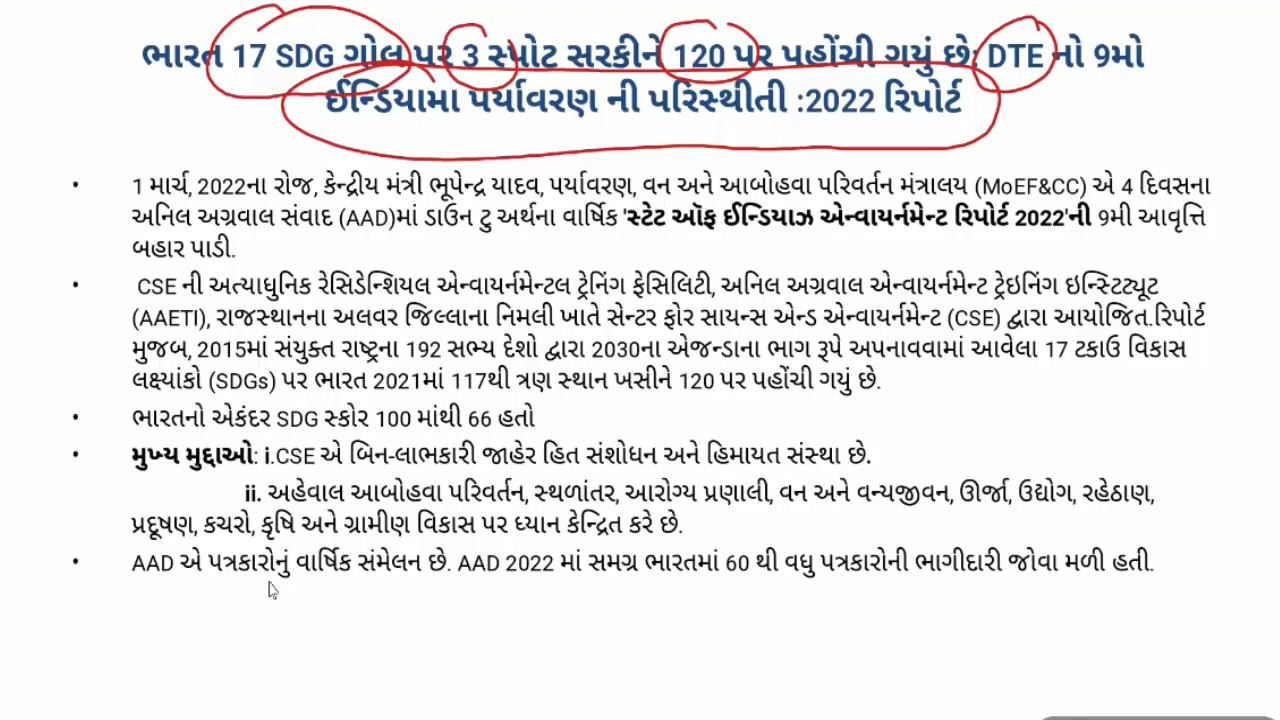 ભારત 17 SDG ગોલ પર 3 સ્પોટ સરકીને 120 પર પહોંચી ગયું છે; DTE નો 9મો
ઈન્ડિયામા પર્યાવરણ ની પરિસ્થીતી :2022 રિપોર્ટ
• 1 માર્ચ, 2022ના રોજ, કેન્દ્રીય મંત્રી ભૂપેન્દ્ર યાદવ, પર્યાવરણ, વન અને આબોહવા પરિવર્તન મંત્રાલય (MoEF&CC) એ 4 દિવસના
અનિલ અગ્રવાલ સંવાદ (AAD)માં ડાઉન ટુ અર્થના વાર્ષિક 'સ્ટેટ ઑફ ઈન્ડિયાઝ એન્વાયર્નમેન્ટ રિપોર્ટ 2022'ની 9મી આવૃત્તિ
બહાર પાડી.
• CSE ની અત્યાધુનિક રેસિડેન્શિયલ એન્વાયર્નમેન્ટલ ટ્રેનિંગ ફેસિલિટી, અનિલ અગ્રવાલ એન્વાયર્નમેન્ટ ટ્રેઇનિંગ ઇન્સ્ટિટ્યૂટ
(AAETI), રાજસ્થાનના અલવર જિલ્લાના નિમલી ખાતે સેન્ટર ફોર સાયન્સ એન્ડ એન્વાયર્નમેન્ટ (CSE) દ્વારા આયોજિત.રિપોર્ટ
મુજબ, 2015માં સંયુક્ત રાષ્ટ્રના 192 સભ્ય દેશો દ્વારા 2030ના એજન્ડાના ભાગ રૂપે અપનાવવામાં આવેલા 17 ટકાઉ વિકાસ
લક્ષ્યાંકો (SDGs) પર ભારત 2021માં 117થી ત્રણ સ્થાન ખસીને 120 પર પહોંચી ગયું છે.
• ભારતનો એકંદર SDG સ્કોર 100 માંથી 66 હતો
• મુખ્ય મુદ્દાઓ: i.CSE એ બિન-લાભકારી જાહેર હિત સંશોધન અને હિમાયત સંસ્થા છે.
ii. અહેવાલ આબોહવા પરિવર્તન, સ્થળાંતર, આરોગ્ય પ્રણાલી, વન અને વન્યજીવન, ઊર્જા, ઉદ્યોગ, રહેઠાણ,
પ્રદૂષણ, કચરો, કૃષિ અને ગ્રામીણ વિકાસ પર ધ્યાન કેન્દ્રિત કરે છે.
• AAD એ પત્રકારોનું વાર્ષિક સંમેલન છે. AAD 2022 માં સમગ્ર ભારતમાં 60 થી વધુ પત્રકારોની ભાગીદારી જોવા મળી હતી.